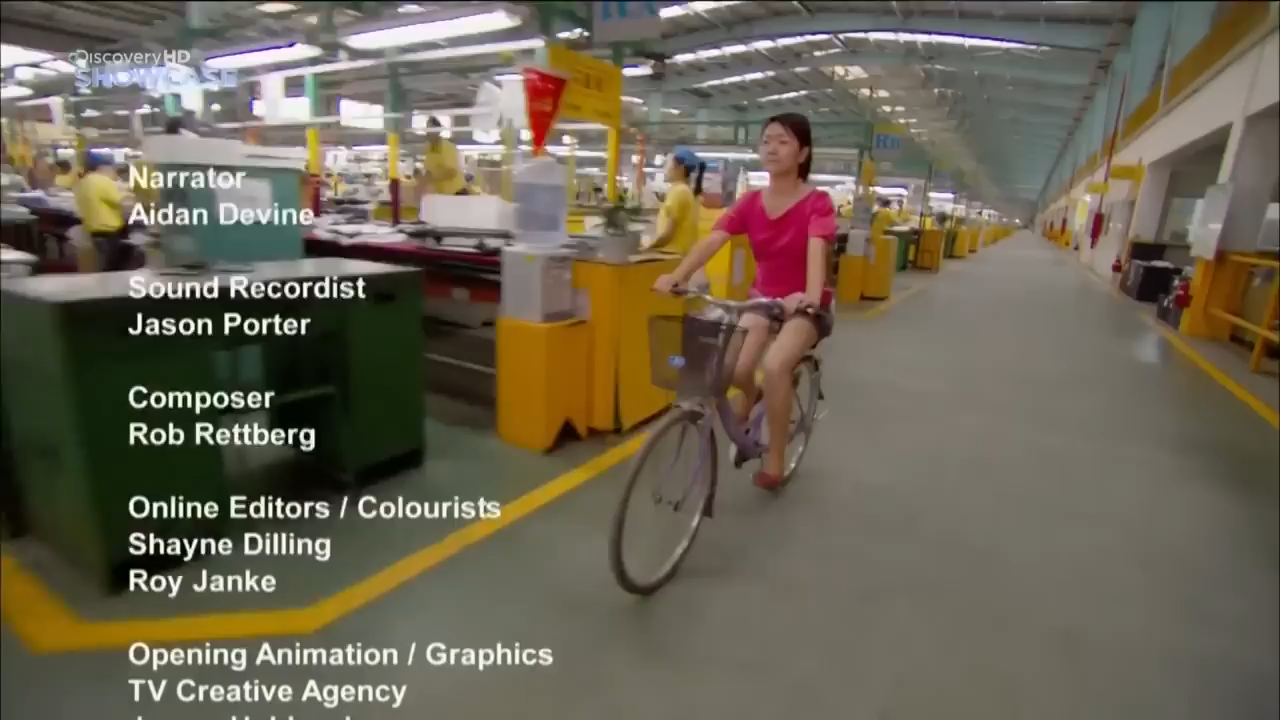 Discovery HD
SHOWCASE
Narrator
Aidan Devine
Sound Recordist
Jason Porter
Composer
Rob Rettberg
Online Editors / Colourists
Shayne Dilling
Roy Janke
Opening Animation / Graphics
TV Creative Agency